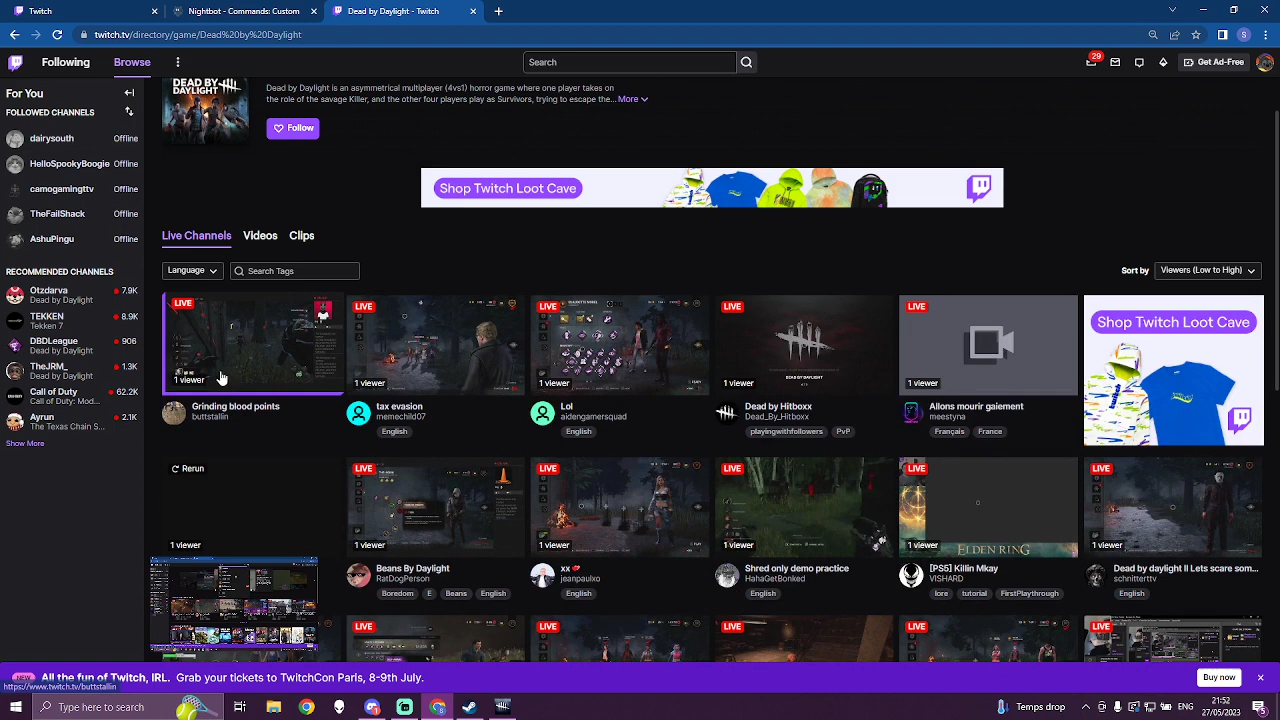 Twitch
Nightbot - Commands: Custom
Dead by Daylight - Twitch
twitch.tv/directory/game/Dead%20by%20Daylight
S
Following
Browse
Search
29
Get Ad-Free
For You
FOLLOWED CHANNELS
dairysouth Offline
HelloSpookyBoogie Offline
camogamingttv Offline
TheFailShack Offline
AshuPingu Offline
RECOMMENDED CHANNELS
Otzdarva 7.9K
Dead by Daylight
TEKKEN 8.9K
Tekken 7
DBDLeague 996
Dead by Daylight
TheJRM_ 1.3K
Dead by Daylight
Call of Duty 62.2K
Call of Duty: Mod...
Ayrun 2.1K
The Texas Chain S...
Show More
DEAD BY
DAYLIGHT
Dead by Daylight is an asymmetrical multiplayer (4vs1) horror game where one player takes on
the role of the savage Killer, and the other four players play as Survivors, trying to escape the... More
Follow
Shop Twitch Loot Cave
Live Channels
Videos
Clips
Language
Search Tags
Sort by
Viewers (Low to High)
LIVE
LIVE
LIVE
LIVE
LIVE
DEAD BY DAYLIGHT
1 viewer
1 viewer
1 viewer
1 viewer
1 viewer
Shop Twitch Loot Cave
Grinding blood points
buttstallin
tax evasion
memechild07
English
Lol
aidengamersquad
English
Dead by Hitboxx
Dead_By_Hitboxx
playingwithfollowers
PvP
Allons mourir gaiement
meestyna
Français
France
Rerun
LIVE
LIVE
LIVE
LIVE
LIVE
ELDEN RING
1 viewer
1 viewer
1 viewer
1 viewer
1 viewer
1 viewer
Beans By Daylight
RatDogPerson
Boredom
E
Beans
English
xx
jeanpaulxo
English
Shred only demo practice
HahaGetBonked
English
[PS5] Killin Mkay
VISHARD
lore
tutorial
FirstPlaythrough
Dead by daylight II Lets scare som...
schnitterttv
English
LIVE
LIVE
LIVE
LIVE
LIVE
All the fun of Twitch, IRL. Grab your tickets to TwitchCon Paris, 8-9th July.
Buy now
https://www.twitch.tv/buttstallin
Type here to search
Temp drop
21:52
27/05/2023